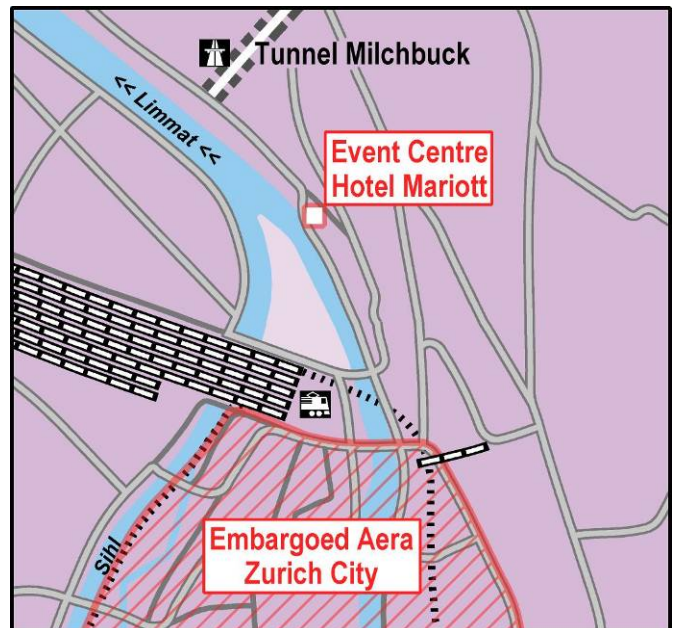 Tunnel Milchbuck
<< Limmat <<
Event Centre
Hotel Mariott
Sihl
Embargoed Aera
Zurich City